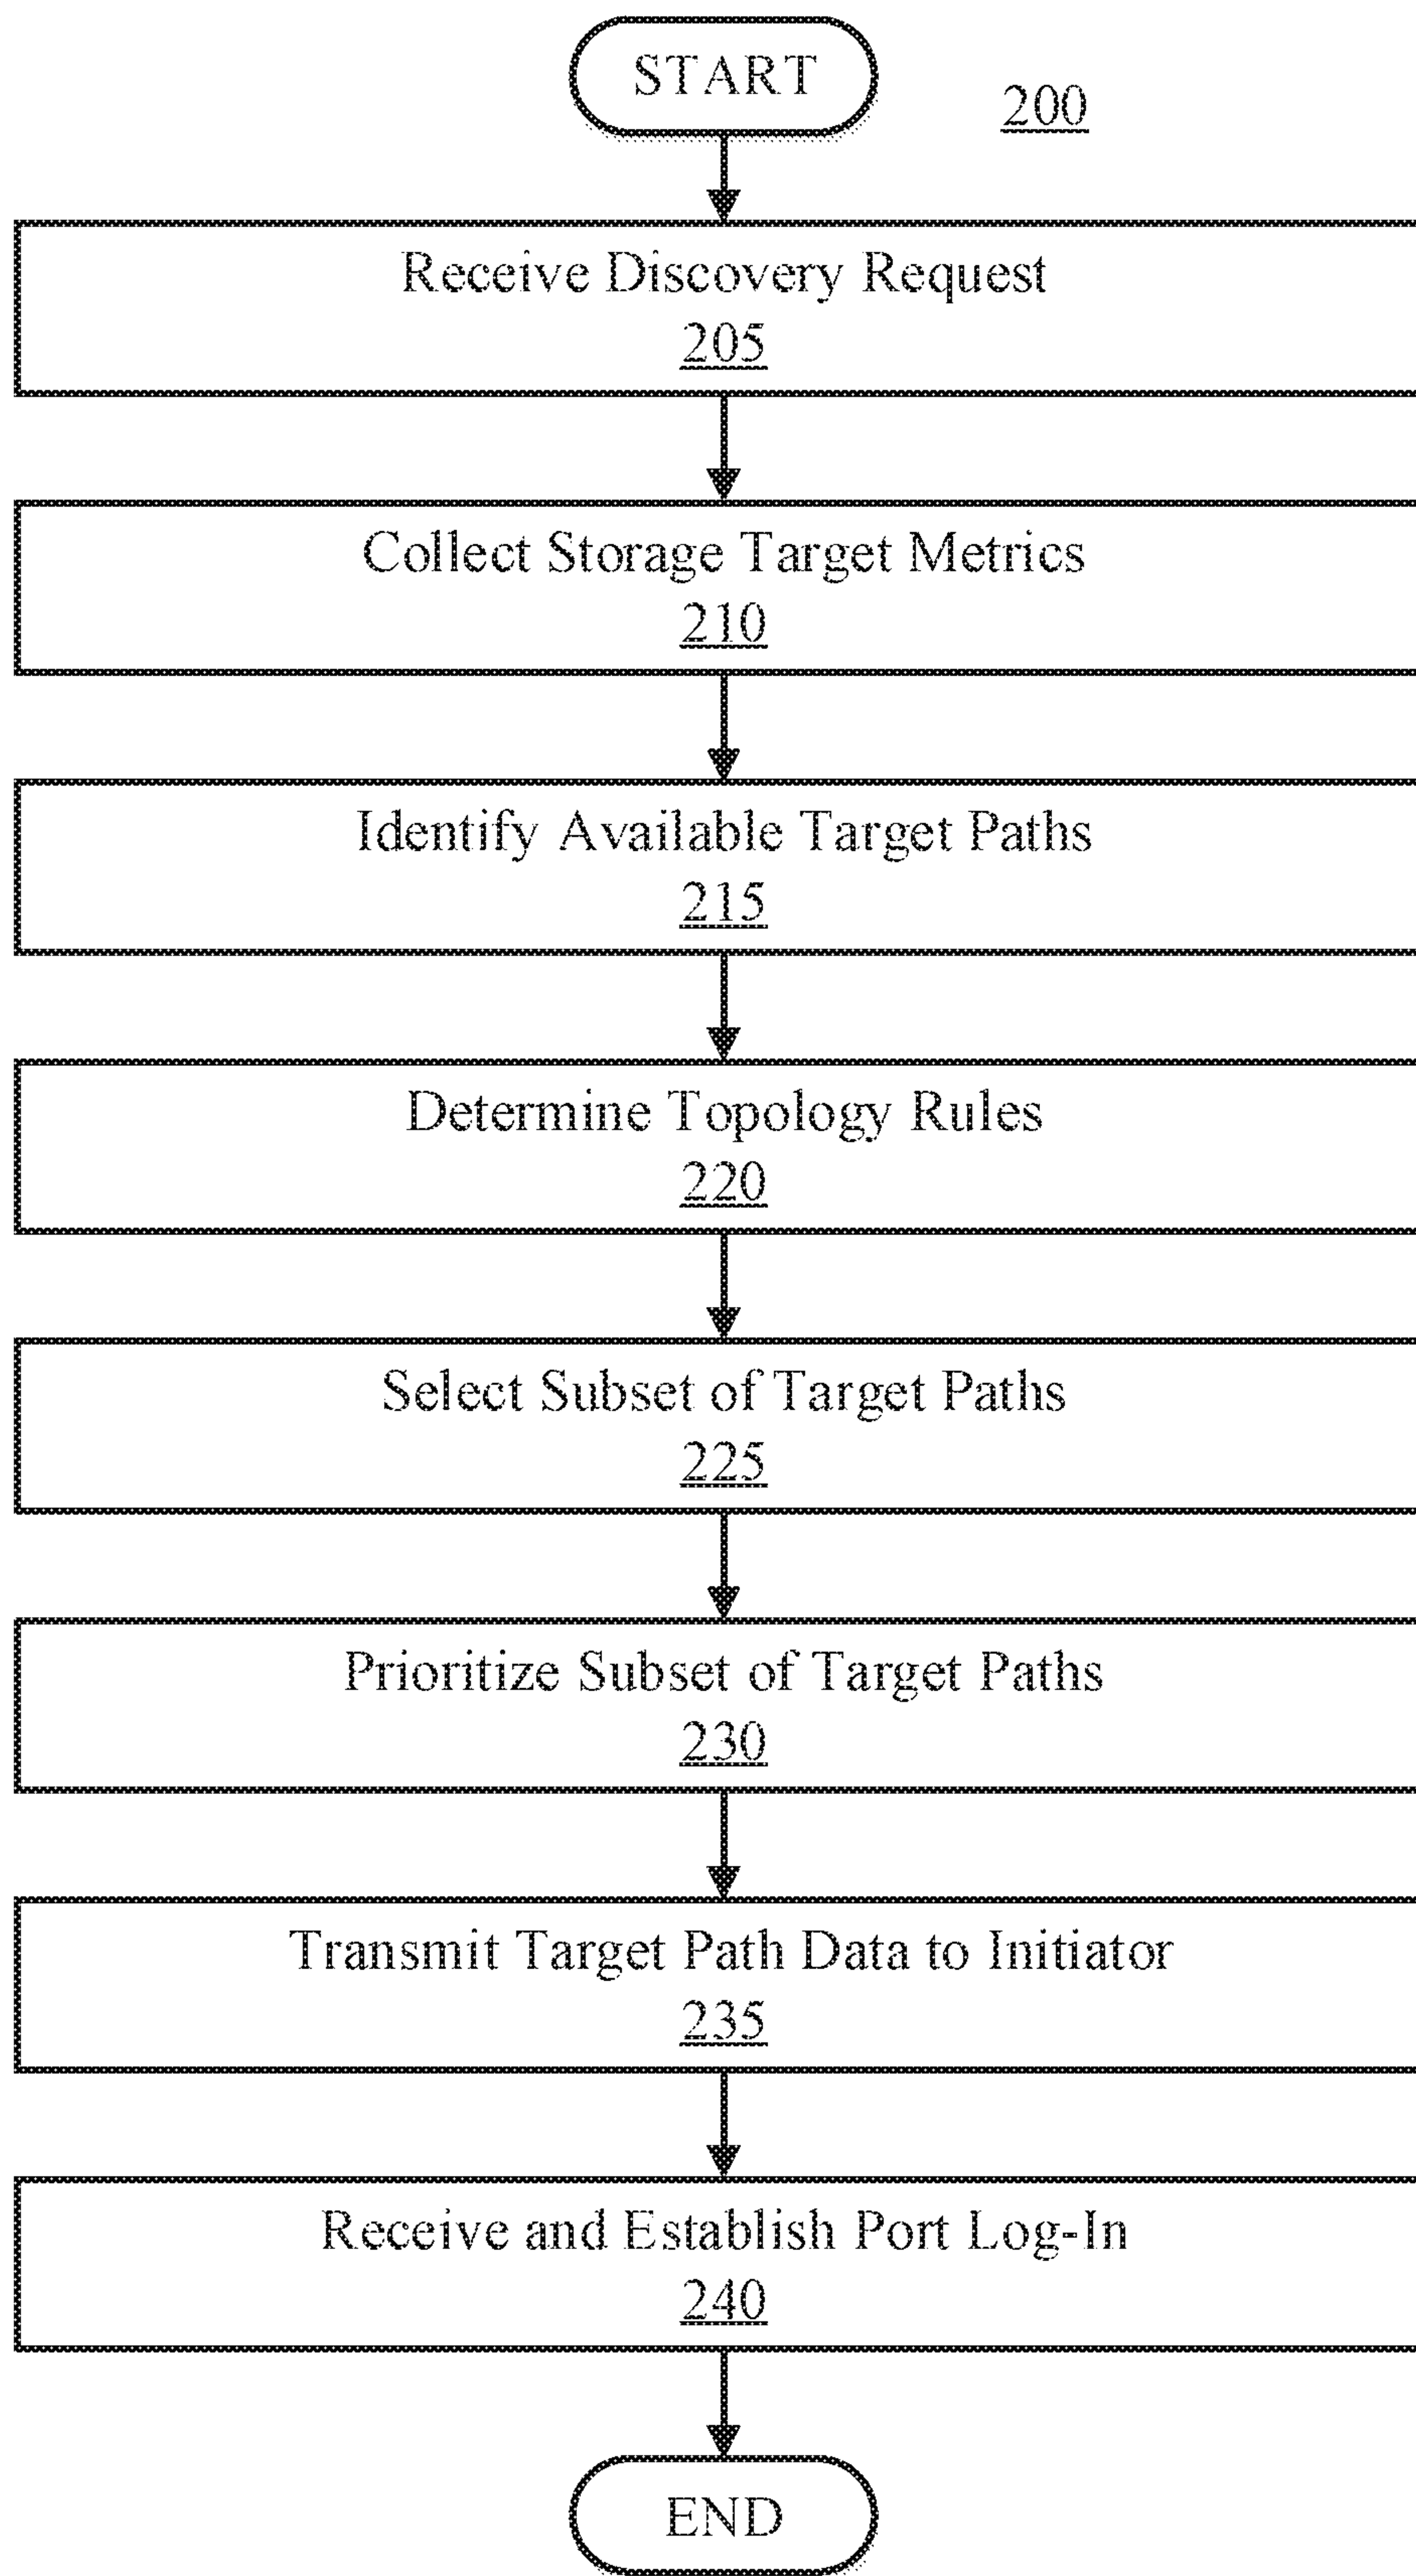 START
200
Receive Discovery Request
205
Collect Storage Target Metrics
210
Identify Available Target Paths
215
Determine Topology Rules
220
Select Subset of Target Paths
225
Prioritize Subset of Target Paths
230
Transmit Target Path Data to Initiator
235
Receive and Establish Port Log-In
240
END